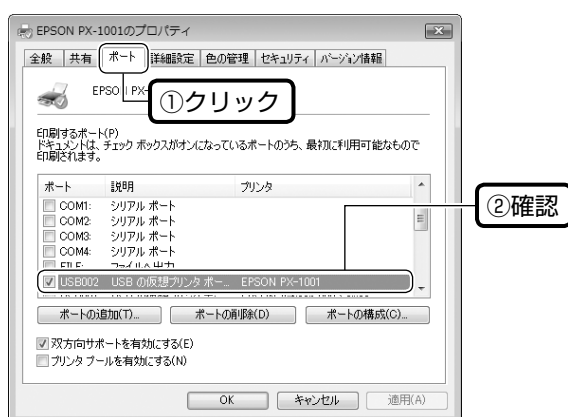 EPSON PX-1001のプロパティ
全般 共有 ポート 詳細設定 色の管理 セキュリティ バージョン情報
①クリック
印刷するポート(P)
ドキュメントは、チェック ボックスがオンになっているポートのうち、最初に利用可能なもので
印刷されます。
ポート 説明 プリンタ
②確認
COM1: シリアル ポート
COM2: シリアル ポート
COM3: シリアル ポート
COM4: シリアル ポート
FILE: ファイルへ出力
USB002 USB の仮想プリンタ ポー... EPSON PX-1001
ポートの追加(T)... ポートの削除(D) ポートの構成(C)...
双方向サポートを有効にする(E)
プリンタ プールを有効にする(N)
OK キャンセル 適用(A)